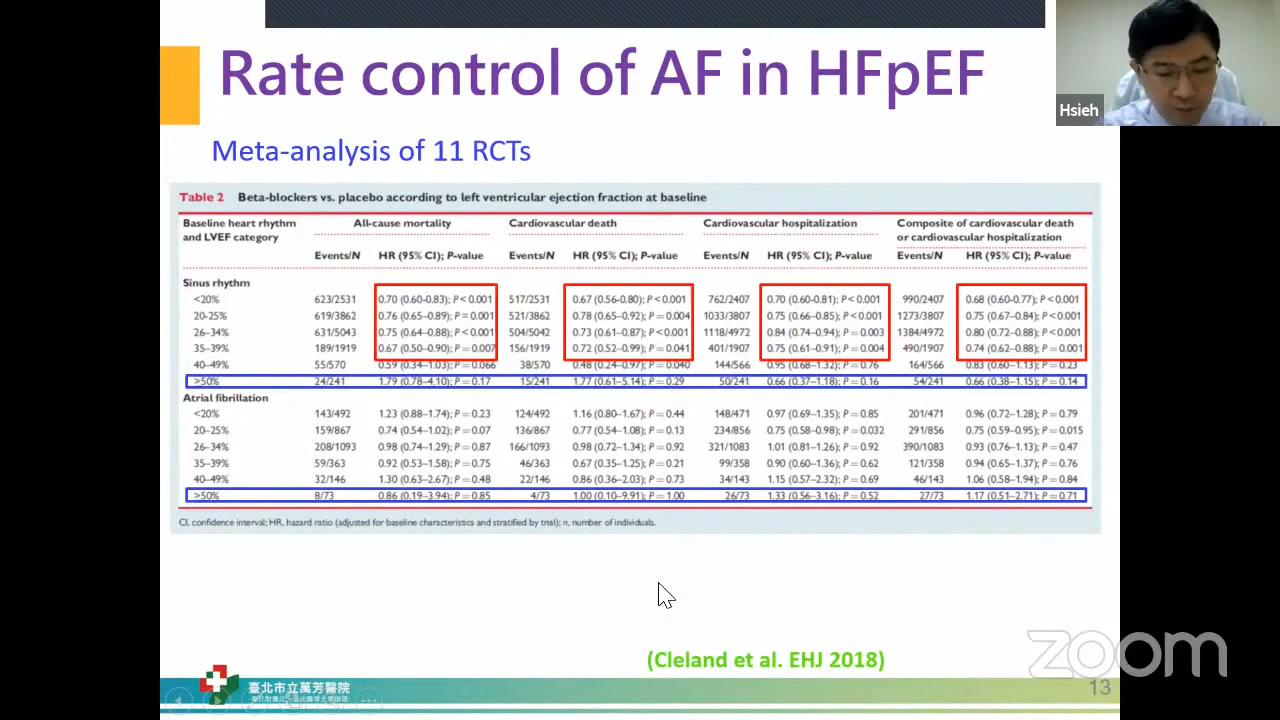 Rate control of AF in HFpEF
Hsieh
Meta-analysis of 11 RCTs
Table 2 Beta-blockers vs. placebo according to left ventricular ejection fraction at baseline
Baseline heart rhythm and LVEF category All-cause mortality Cardiovascular death Cardiovascular hospitalization Composite of cardiovascular death or cardiovascular hospitalization
Events/N HR (95% CI); P-value Events/N HR (95% CI); P-value Events/N HR (95% CI); P-value Events/N HR (95% CI); P-value
Sinus rhythm
<20% 623/2531 0.70 (0.60-0.83); P < 0.001 517/2531 0.67 (0.56-0.80); P < 0.001 762/2407 0.70 (0.60-0.81); P < 0.001 990/2407 0.68 (0.60-0.77); P < 0.001
20-25% 619/3862 0.76 (0.65–0.89); P = 0.001 521/3862 0.78 (0.65–0.92); P = 0.004 1033/3807 0.75 (0.66–0.85); P < 0.001 1273/3807 0.75 (0.67–0.84); P < 0.001
26–34% 631/5043 0.75 (0.64–0.88); P < 0.001 504/5042 0.73 (0.61–0.87); P < 0.001 1118/4972 0.84 (0.74–0.94); P = 0.003 1384/4972 0.80 (0.72–0.88); P < 0.001
35–39% 189/1919 0.67 (0.50–0.90); P = 0.007 156/1919 0.72 (0.52–0.99); P = 0.041 401/1907 0.75 (0.61–0.91); P = 0.004 490/1907 0.74 (0.62–0.88); P = 0.001
40–49% 55/570 0.59 (0.34–1.03); P = 0.066 38/570 0.48 (0.24–0.97); P = 0.040 144/566 0.95 (0.68–1.32); P = 0.76 164/566 0.83 (0.60–1.13); P = 0.23
>50% 24/241 1.79 (0.78–4.10); P = 0.17 15/241 1.77 (0.61–5.14); P = 0.29 50/241 0.66 (0.37–1.18); P = 0.16 54/241 0.66 (0.38–1.15); P = 0.14
Atrial fibrillation
<20% 143/492 1.23 (0.88–1.74); P = 0.23 124/492 1.16 (0.80–1.67); P = 0.44 148/471 0.97 (0.69–1.35); P = 0.85 201/471 0.96 (0.72–1.28); P = 0.79
20–25% 159/867 0.74 (0.54–1.02); P = 0.07 136/867 0.77 (0.54–1.08); P = 0.13 234/856 0.75 (0.58–0.98); P = 0.032 291/856 0.75 (0.59–0.95); P = 0.015
26–34% 208/1093 0.98 (0.74–1.29); P = 0.87 166/1093 0.98 (0.72–1.34); P = 0.92 321/1083 1.01 (0.81–1.26); P = 0.92 390/1083 0.93 (0.76–1.13); P = 0.47
35–39% 59/363 0.92 (0.53–1.58); P = 0.75 46/363 0.67 (0.35–1.25); P = 0.21 99/358 0.90 (0.60–1.36); P = 0.62 121/358 0.94 (0.65–1.37); P = 0.76
40–49% 32/146 1.30 (0.63–2.67); P = 0.48 22/146 0.86 (0.36–2.03); P = 0.73 34/143 1.15 (0.57–2.32); P = 0.69 46/143 1.06 (0.58–1.94); P = 0.84
>50% 8/73 0.86 (0.19–3.94); P = 0.85 4/73 1.00 (0.10–9.91); P = 1.00 26/73 1.33 (0.56–3.16); P = 0.52 27/73 1.17 (0.51–2.71); P = 0.71
CI, confidence interval; HR, hazard ratio (adjusted for baseline characteristics and stratified by trial); n, number of individuals.
(Cleland et al. EHJ 2018)
zoom
臺北市立萬芳醫院
13